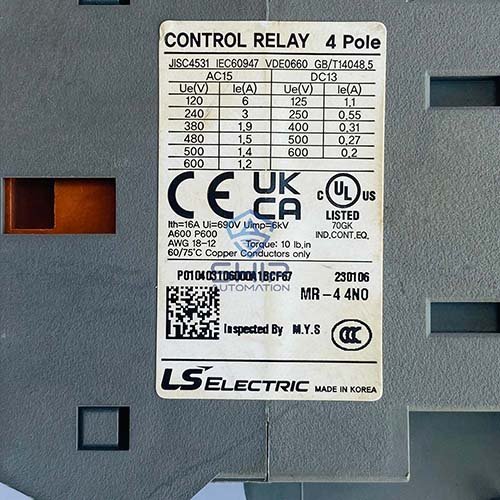 CONTROL RELAY 4 Pole
JISC4531 IEC60947 VDE0660 GB/T14048.5
AC15 DC13
Ue(V) Ie(A) Ue(V) Ie(A)
120 6 125 1,1
240 3 250 0,55
380 1,9 400 0,31
480 1,5 500 0,27
500 1,4 600 0,2
600 1,2
CE UK CA UL US
LISTED
70GK
IND,CONT,EQ,
Ith=16A Ui=690V Uimp=6kV
A600 P600
AWG 18-12 Torque: 10 lb,in
60/75°C Copper Conductors only
AUTOMATION
P010403106000A1BCF67 230106
MR-4 4NO
Inspected By M.Y.S CCC
LS ELECTRIC MADE IN KOREA